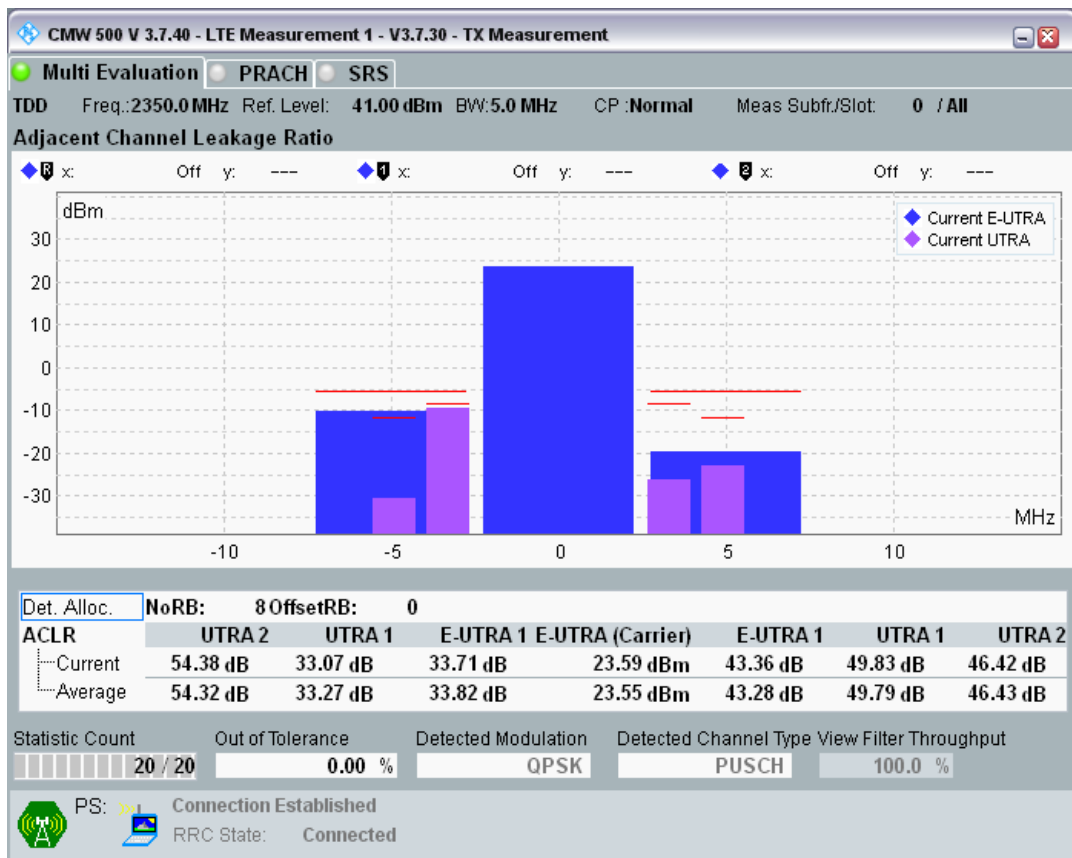 CMW 500 V 3.7.40 - LTE Measurement 1 - V3.7.30 - TX Measurement
Multi Evaluation PRACH SRS
TDD Freq.:2350.0 MHz Ref. Level: 41.00 dBm BW:5.0 MHz CP :Normal Meas Subfr./Slot: 0 / All
Adjacent Channel Leakage Ratio
R x: Off y: --- 1 x: Off y: --- 2 x: Off y: ---
dBm
Current E-UTRA
Current UTRA
30
20
10
0
-10
-20
-30
MHz
-10 -5 0 5 10
Det. Alloc. NoRB: 8 OffsetRB: 0
ACLR UTRA 2 UTRA 1 E-UTRA 1 E-UTRA (Carrier) E-UTRA 1 UTRA 1 UTRA 2
Current 54.38 dB 33.07 dB 33.71 dB 23.59 dBm 43.36 dB 49.83 dB 46.42 dB
Average 54.32 dB 33.27 dB 33.82 dB 23.55 dBm 43.28 dB 49.79 dB 46.43 dB
Statistic Count Out of Tolerance Detected Modulation Detected Channel Type View Filter Throughput
20 / 20 0.00 % QPSK PUSCH 100.0 %
PS: Connection Established
RRC State: Connected